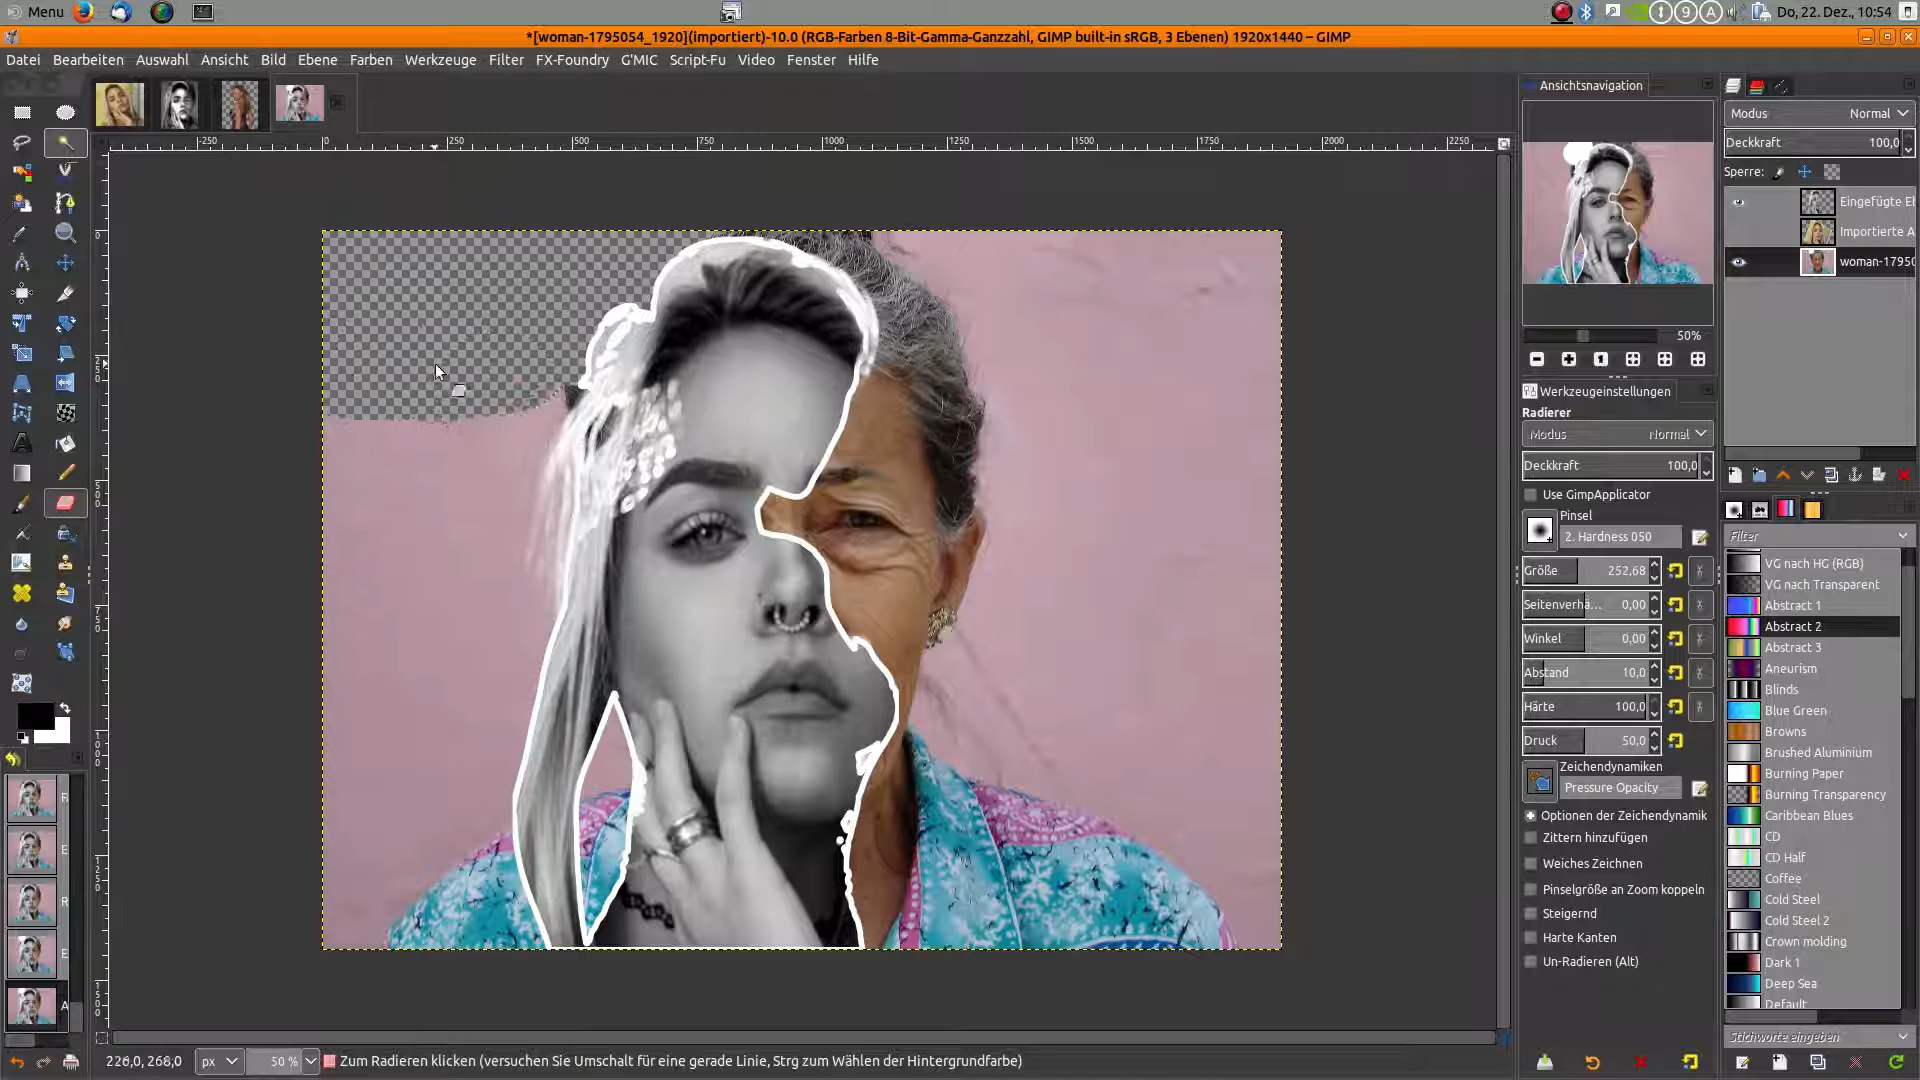 Menu
Do, 22. Dez., 10:54
*[woman-1795054_1920](importiert)-10.0 (RGB-Farben 8-Bit-Gamma-Ganzzahl, GIMP built-in sRGB, 3 Ebenen) 1920x1440 – GIMP
Datei Bearbeiten Auswahl Ansicht Bild Ebene Farben Werkzeuge Filter FX-Foundry G'MIC Script-Fu Video Fenster Hilfe
Ansichtsnavigation
50%
Werkzeugeinstellungen
Radierer
Modus Normal
Deckkraft 100,0
Use GimpApplicator
Pinsel
2. Hardness 050
Größe 252,68
Seitenverhä... 0,00
Winkel 0,00
Abstand 10,0
Härte 100,0
Druck 50,0
Zeichendynamiken
Pressure Opacity
Optionen der Zeichendynamik
Zittern hinzufügen
Weiches Zeichnen
Pinselgröße an Zoom koppeln
Steigernd
Harte Kanten
Un-Radieren (Alt)
Modus Normal
Deckkraft 100,0
Sperre:
Eingefügte El
Importierte A
woman-1795
Filter
VG nach HG (RGB)
VG nach Transparent
Abstract 1
Abstract 2
Abstract 3
Aneurism
Blinds
Blue Green
Browns
Brushed Aluminium
Burning Paper
Burning Transparency
Caribbean Blues
CD
CD Half
Coffee
Cold Steel
Cold Steel 2
Crown molding
Dark 1
Deep Sea
Default
Stichworte eingeben
226,0, 268,0 px 50 % Zum Radieren klicken (versuchen Sie Umschalt für eine gerade Linie, Strg zum Wählen der Hintergrundfarbe)